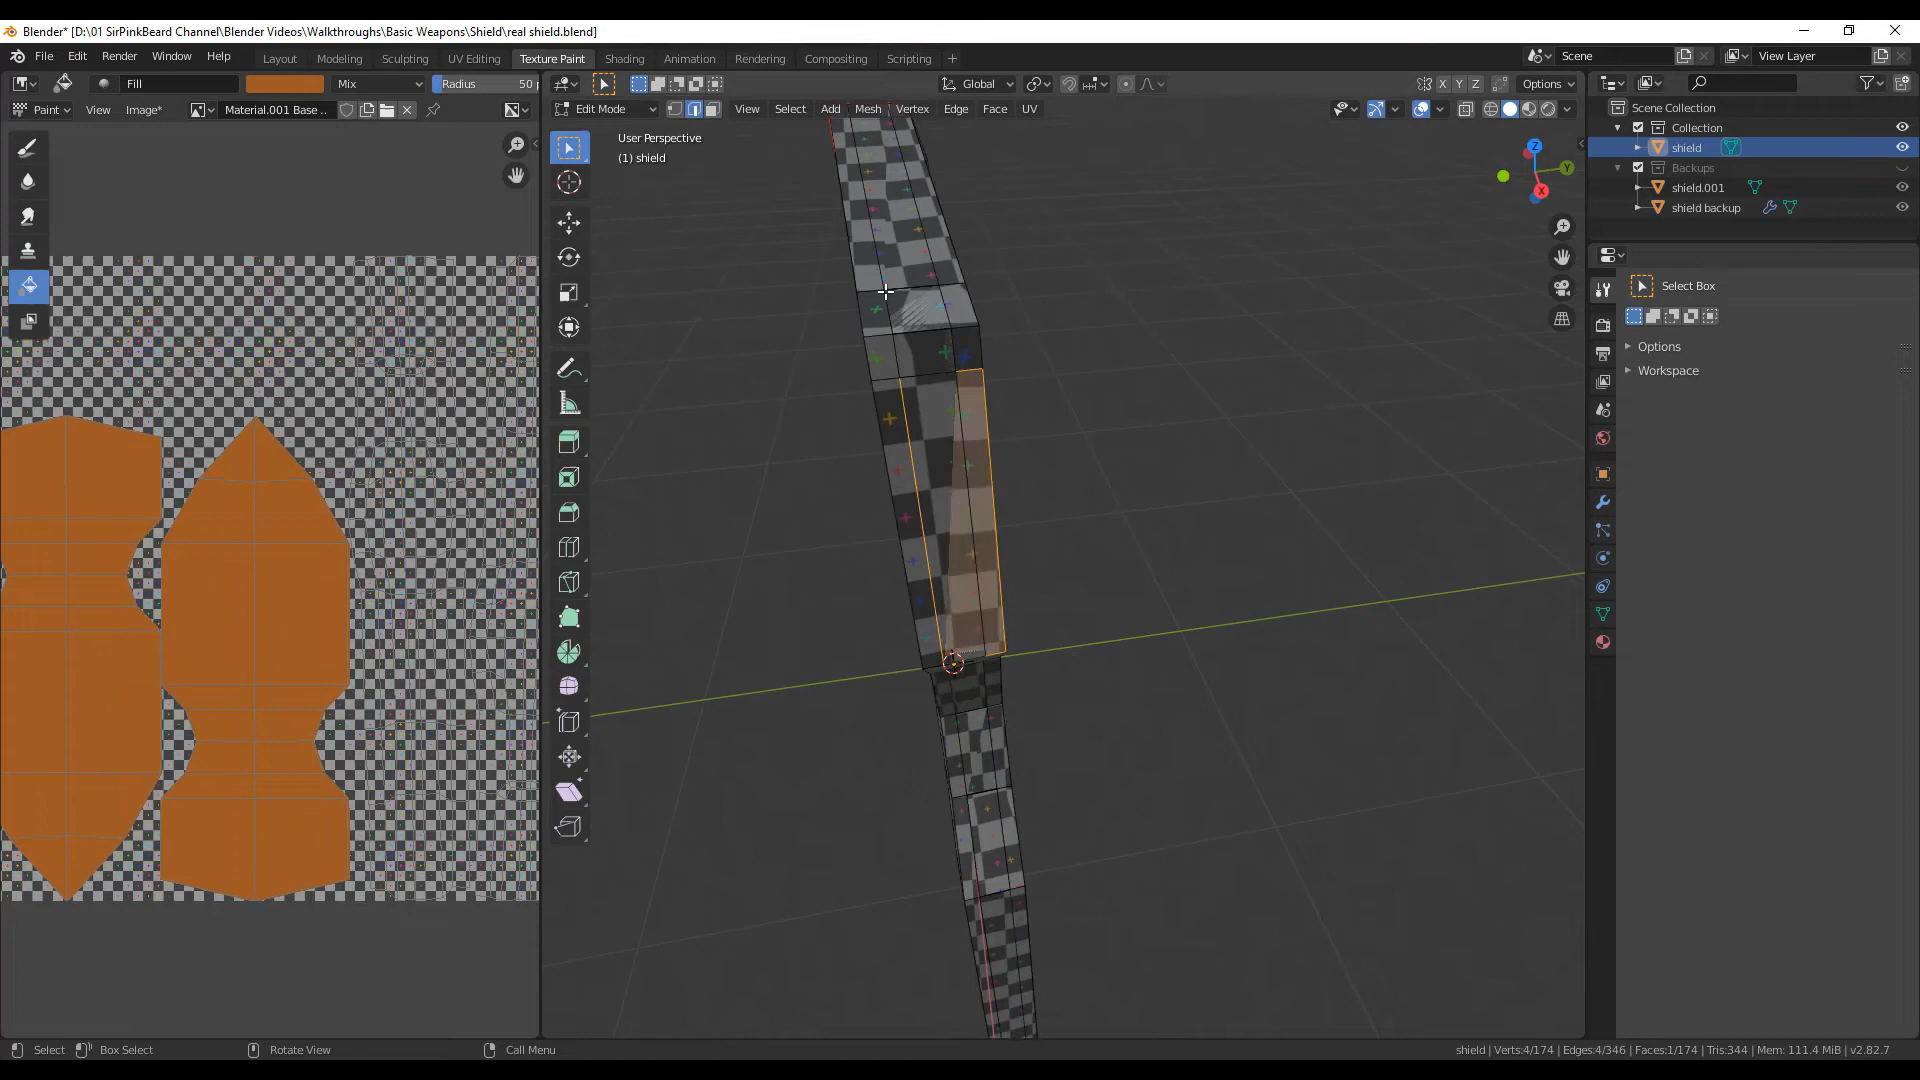 Blender* [D:\01 SirPinkBeard Channel\Blender Videos\Walkthroughs\Basic Weapons\Shield\real shield.blend]
File Edit Render Window Help Layout Modeling Sculpting UV Editing Texture Paint Shading Animation Rendering Compositing Scripting + Scene View Layer
Fill Mix Radius 50 p Global X Y Z Options
Paint View Image* Material.001 Base .. Edit Mode View Select Add Mesh Vertex Edge Face UV
Scene Collection
Collection
shield
Backups
shield.001
shield backup
User Perspective
(1) shield
Z
Y
X
Select Box
Options
Workspace
Select Box Select Rotate View Call Menu
shield | Verts:4/174 | Edges:4/346 | Faces:1/174 | Tris:344 | Mem: 111.4 MiB | v2.82.7